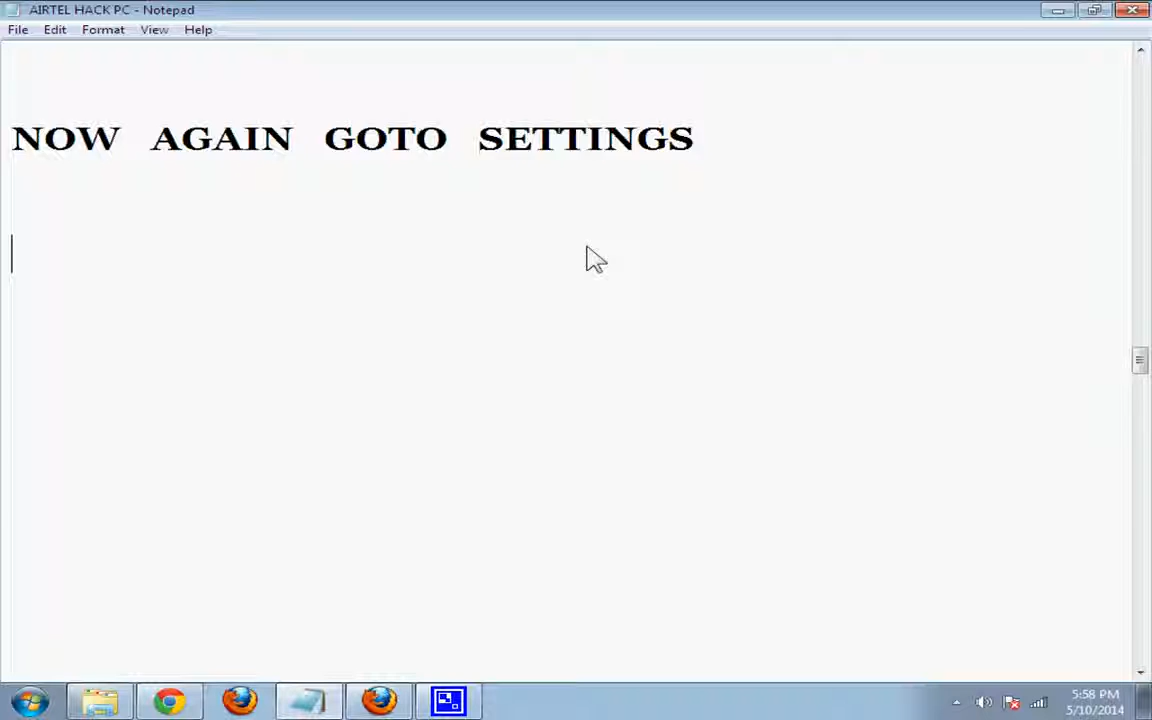 AIRTEL HACK PC - Notepad
File Edit Format View Help
NOW AGAIN GOTO SETTINGS
5:58 PM
5/10/2014